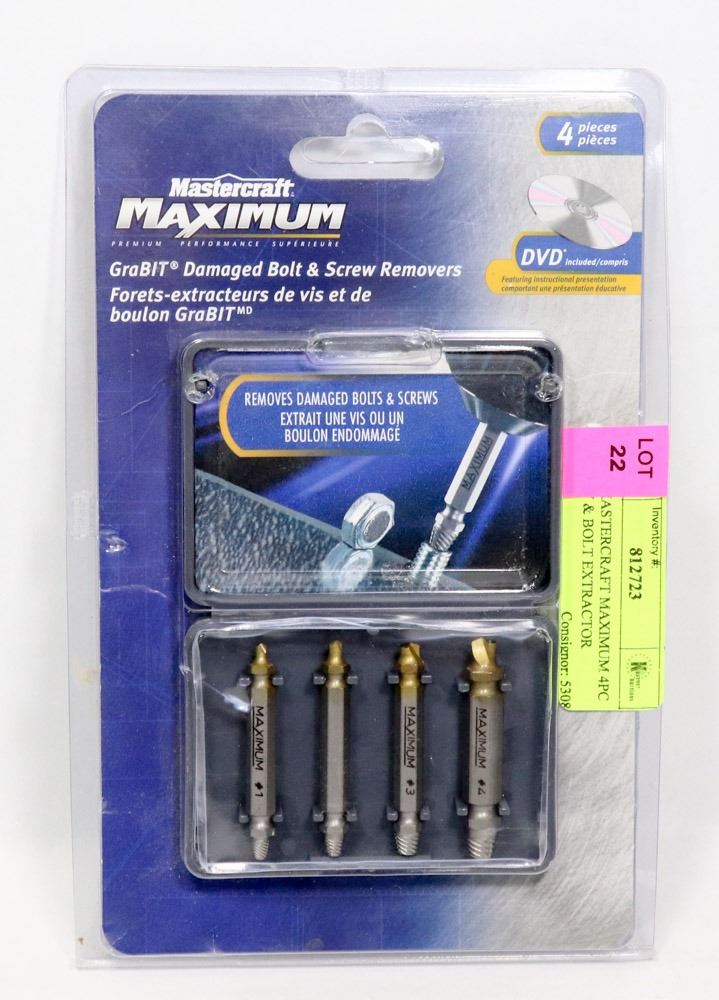 4 pieces
pièces
Mastercraft
MAXIMUM
PREMIUM PERFORMANCE SUPÉRIEURE
DVD* included/compris
Featuring instructional presentation
comportant une présentation éducative
GraBIT® Damaged Bolt & Screw Removers
Forets-extracteurs de vis et de
boulon GraBIT MD
REMOVES DAMAGED BOLTS & SCREWS
EXTRAIT UNE VIS OU UN
BOULON ENDOMMAGÉ
MAXIMUM
LOT
22
Inventory #:
812723
ASTERCRAFT MAXIMUM 4PC
& BOLT EXTRACTOR
Consignor: 5308
MAXIMUM #1
MAXIMUM #3
MAXIMUM #4